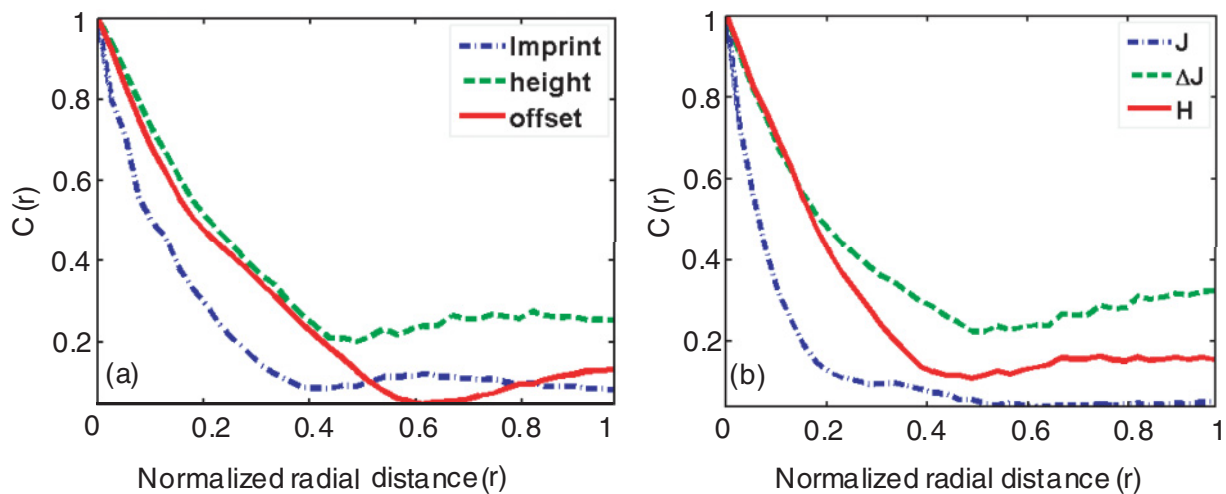 1
0.8
0.6
0.4
0.2
C (r)
Imprint
height
offset
(a)
0 0.2 0.4 0.6 0.8 1
Normalized radial distance (r)
1
0.8
0.6
0.4
0.2
C (r)
J
ΔJ
H
(b)
0 0.2 0.4 0.6 0.8 1
Normalized radial distance (r)